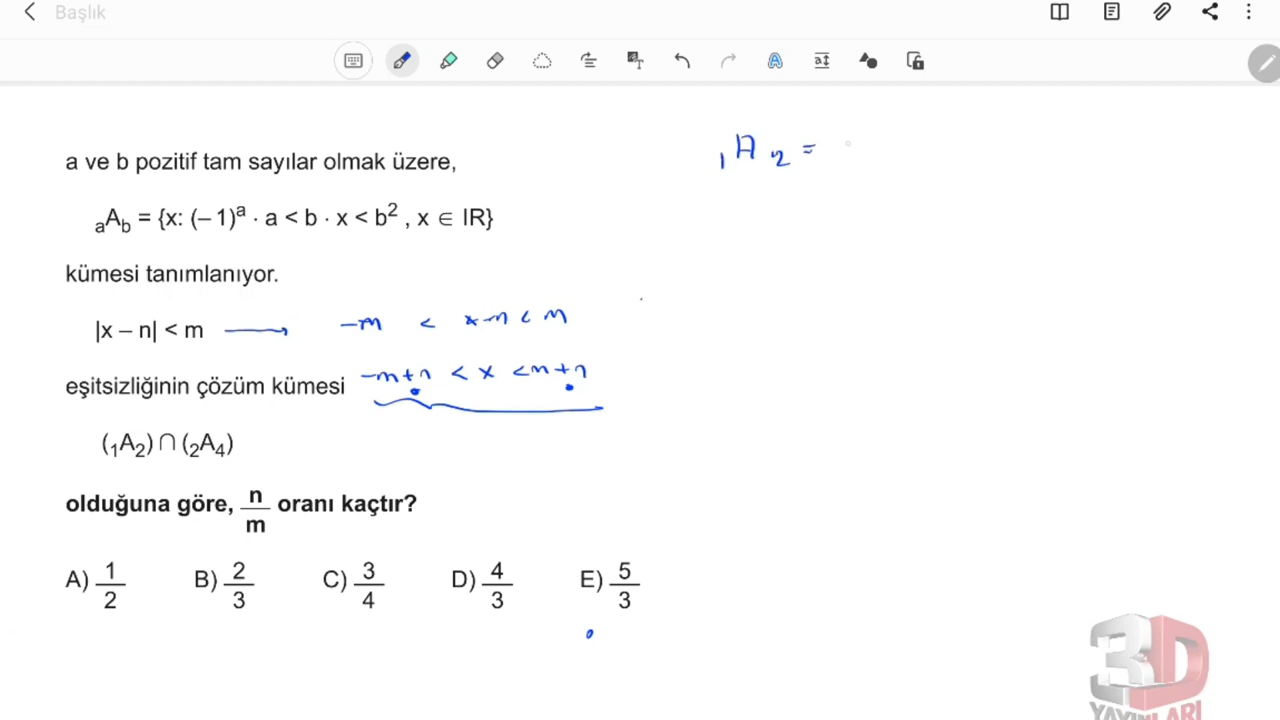 Başlık
a ve b pozitif tam sayılar olmak üzere,
₁A₂ =
ₐA_b = {x: (– 1)ᵃ · a < b · x < b² , x ∈ IR}
kümesi tanımlanıyor.
|x – n| < m → -m < x-n < m
eşitsizliğinin çözüm kümesi -m+n < x < m+n
(₁A₂) ∩ (₂A₄)
olduğuna göre, n/m oranı kaçtır?
A) 1/2 B) 2/3 C) 3/4 D) 4/3 E) 5/3
3D
YAYINLARI